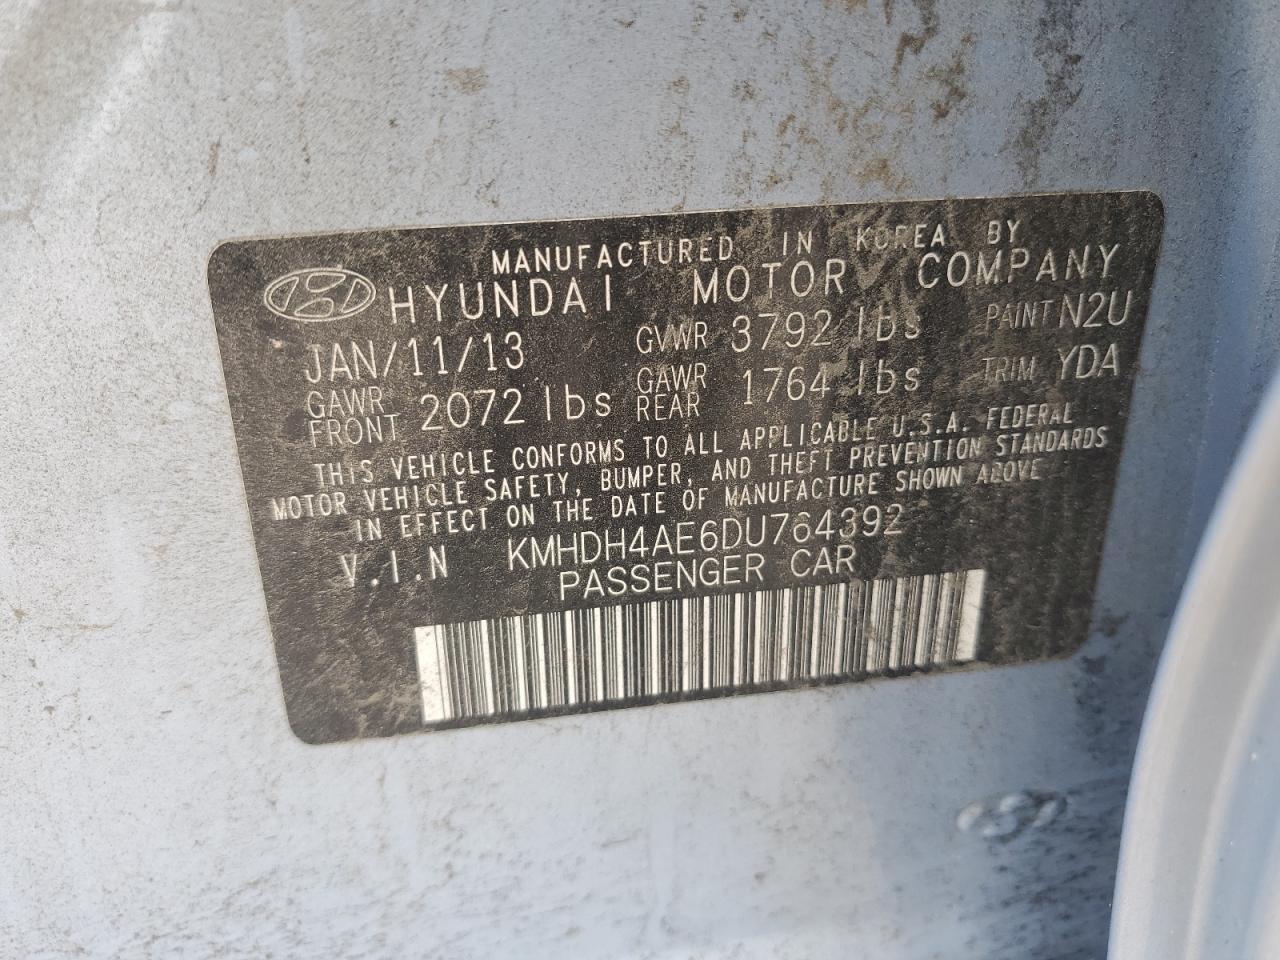 MANUFACTURED IN KOREA BY
HYUNDAI MOTOR COMPANY
JAN/11/13 GVWR 3792 lbs PAINT N2U
GAWR FRONT 2072 lbs GAWR REAR 1764 lbs TRIM YDA
THIS VEHICLE CONFORMS TO ALL APPLICABLE U.S.A. FEDERAL
MOTOR VEHICLE SAFETY, BUMPER, AND THEFT PREVENTION STANDARDS
IN EFFECT ON THE DATE OF MANUFACTURE SHOWN ABOVE
V.I.N KMHDH4AE6DU764392
PASSENGER CAR